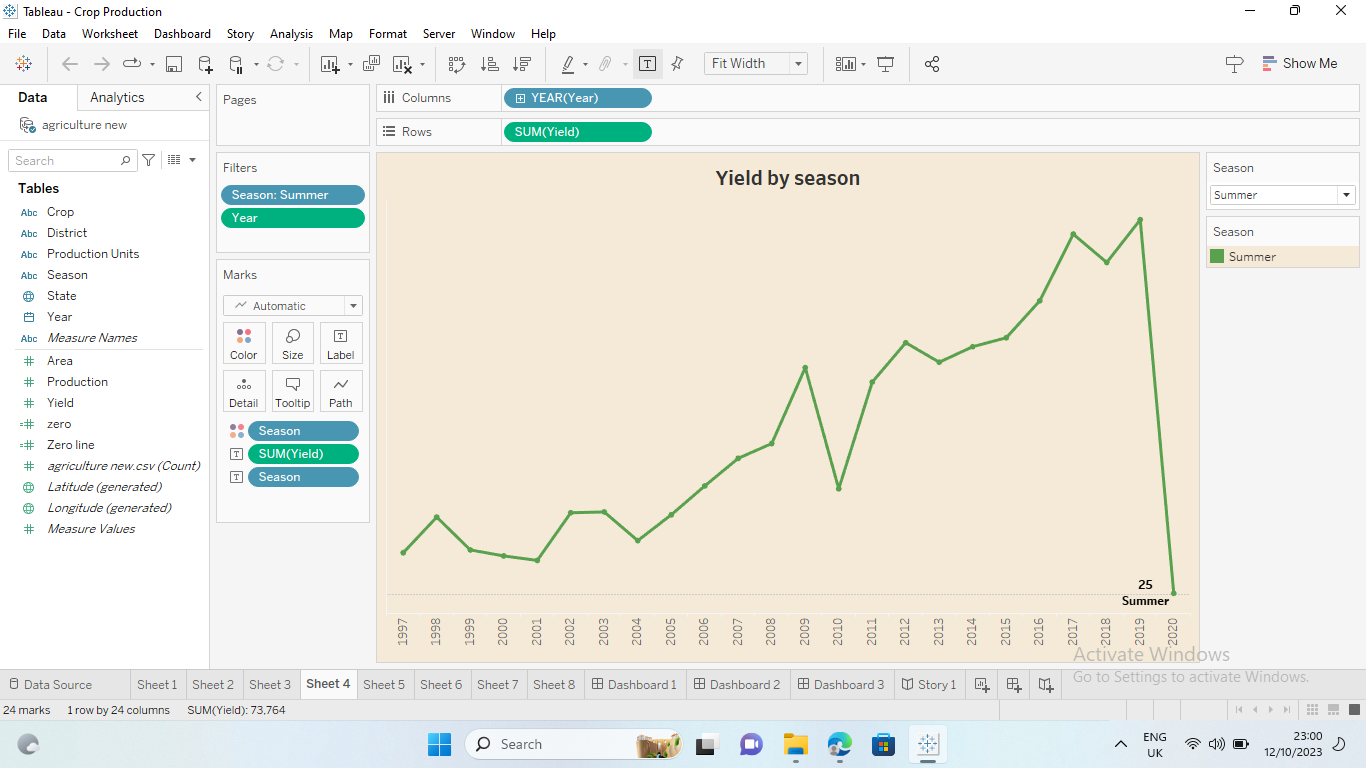 Tableau - Crop Production
File Data Worksheet Dashboard Story Analysis Map Format Server Window Help
Fit Width
Show Me
Data Analytics
agriculture new
Search
Tables
Abc Crop
Abc District
Abc Production Units
Abc Season
State
Year
Abc Measure Names
Area
Production
Yield
zero
Zero line
agriculture new.csv (Count)
Latitude (generated)
Longitude (generated)
Measure Values
Pages
Filters
Season: Summer
Year
Marks
Automatic
Color Size Label
Detail Tooltip Path
Season
SUM(Yield)
Season
Columns YEAR(Year)
Rows SUM(Yield)
Yield by season
25
Summer
1997 1998 1999 2000 2001 2002 2003 2004 2005 2006 2007 2008 2009 2010 2011 2012 2013 2014 2015 2016 2017 2018 2019 2020
Season
Summer
Season
Summer
Activate Windows
Go to Settings to activate Windows.
Data Source Sheet 1 Sheet 2 Sheet 3 Sheet 4 Sheet 5 Sheet 6 Sheet 7 Sheet 8 Dashboard 1 Dashboard 2 Dashboard 3 Story 1
24 marks 1 row by 24 columns SUM(Yield): 73,764
Search
ENG
UK
23:00
12/10/2023